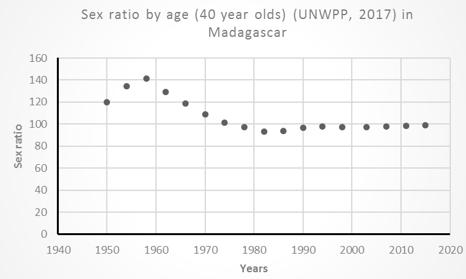 Sex ratio by age (40 year olds) (UNWPP, 2017) in
Madagascar
160
140
120
100
80
60
40
20
0
Sex ratio
1940 1950 1960 1970 1980 1990 2000 2010 2020
Years